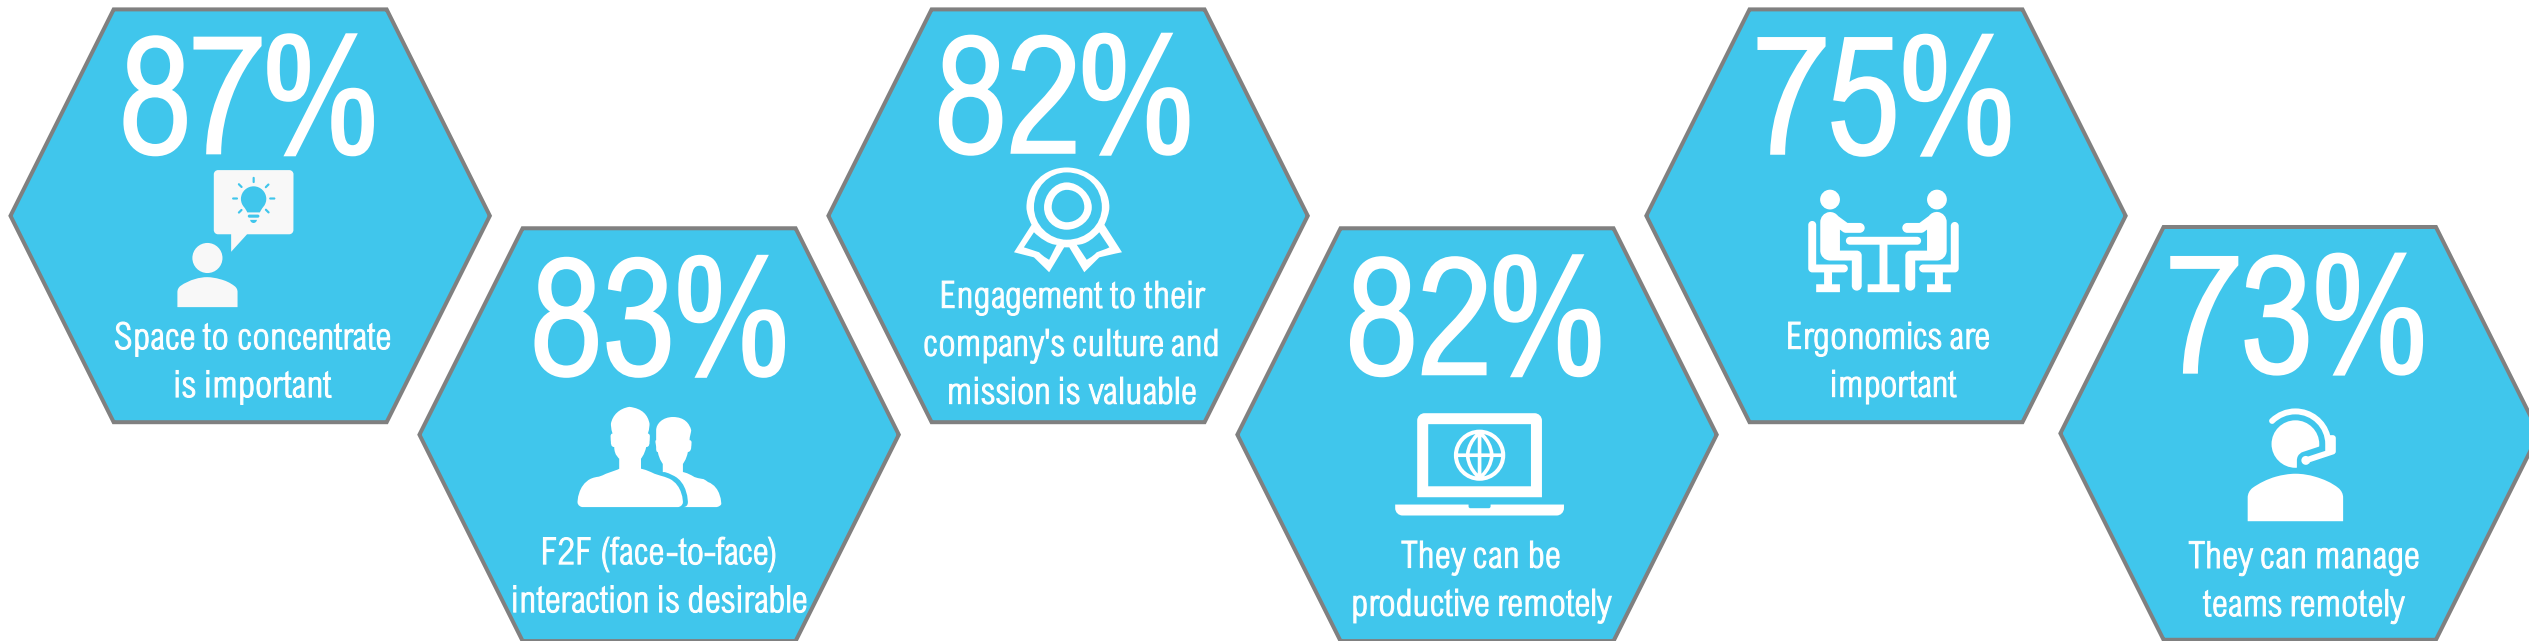 87%
Space to concentrate
is important
83%
F2F (face-to-face)
interaction is desirable
82%
Engagement to their
company's culture and
mission is valuable
82%
They can be
productive remotely
75%
Ergonomics are
important
73%
They can manage
teams remotely